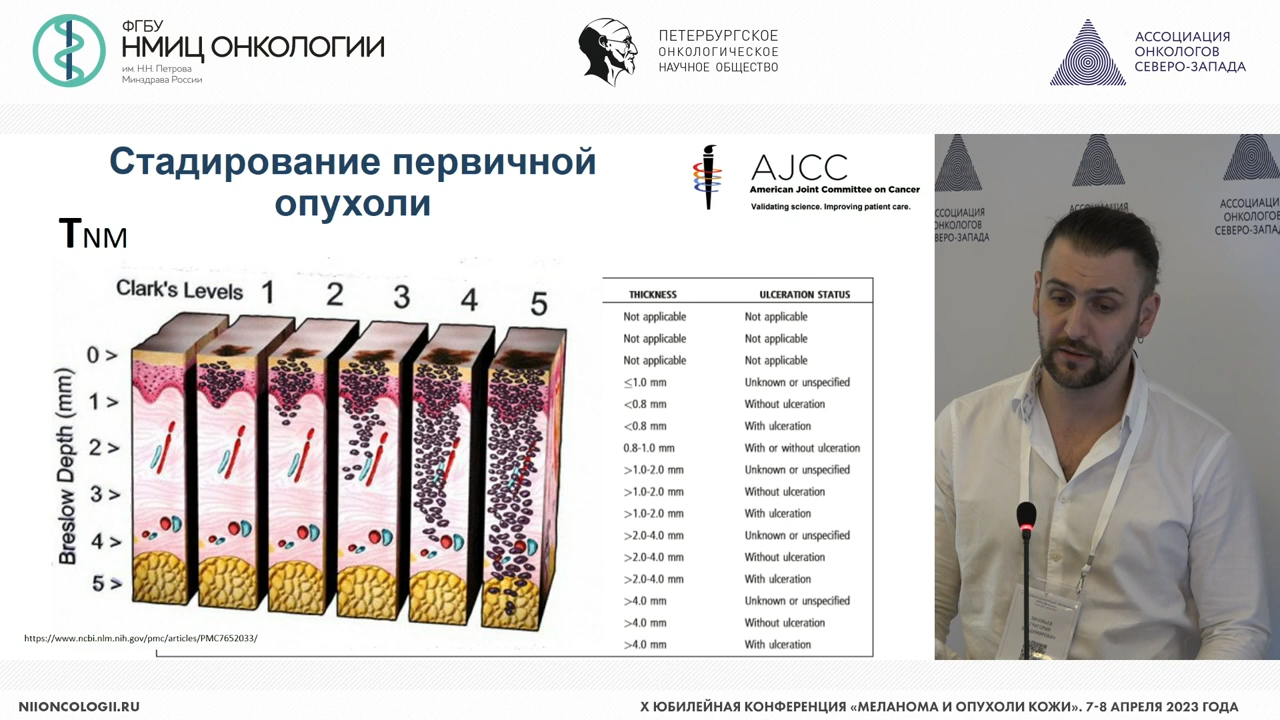 ФГБУ
НМИЦ ОНКОЛОГИИ
им. Н.Н. Петрова
Минздрава России
ПЕТЕРБУРГСКОЕ
ОНКОЛОГИЧЕСКОЕ
НАУЧНОЕ ОБЩЕСТВО
АССОЦИАЦИЯ
ОНКОЛОГОВ
СЕВЕРО-ЗАПАДА
Стадирование первичной
опухоли
TNM
AJCC
American Joint Committee on Cancer
Validating science. Improving patient care.
Clark's Levels 1 2 3 4 5
Breslow Depth (mm)
0 >
1 >
2 >
3 >
4 >
5 >
THICKNESS ULCERATION STATUS
Not applicable Not applicable
Not applicable Not applicable
Not applicable Not applicable
≤1.0 mm Unknown or unspecified
<0.8 mm Without ulceration
<0.8 mm With ulceration
0.8-1.0 mm With or without ulceration
>1.0-2.0 mm Unknown or unspecified
>1.0-2.0 mm Without ulceration
>1.0-2.0 mm With ulceration
>2.0-4.0 mm Unknown or unspecified
>2.0-4.0 mm Without ulceration
>2.0-4.0 mm With ulceration
>4.0 mm Unknown or unspecified
>4.0 mm Without ulceration
>4.0 mm With ulceration
https://www.ncbi.nlm.nih.gov/pmc/articles/PMC7652033/
АССОЦИАЦИЯ
ОНКОЛОГОВ
ВЕРО-ЗАПАДА
АССОЦИАЦИЯ
АССОЦИАЦИ
ОНКОЛОГОВ
СЕВЕРО-ЗАПА
NIIONCOLOGII.RU
X ЮБИЛЕЙНАЯ КОНФЕРЕНЦИЯ «МЕЛАНОМА И ОПУХОЛИ КОЖИ». 7-8 АПРЕЛЯ 2023 ГОДА